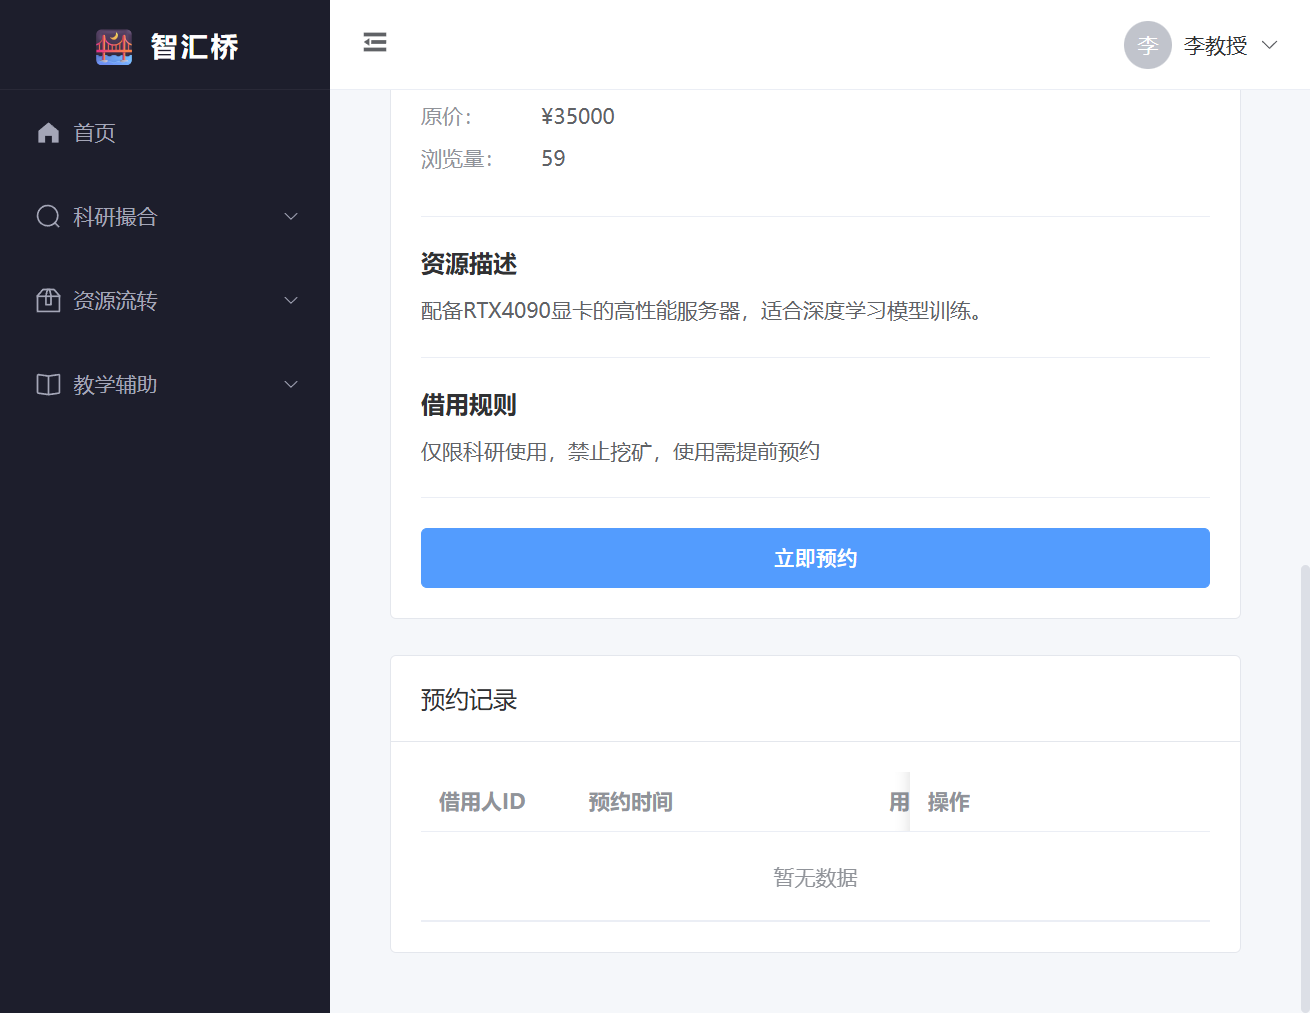 智汇桥
李 李教授
首页
科研撮合
资源流转
教学辅助
原价： ¥35000
浏览量： 59
资源描述
配备RTX4090显卡的高性能服务器，适合深度学习模型训练。
借用规则
仅限科研使用，禁止挖矿，使用需提前预约
立即预约
预约记录
借用人ID 预约时间 用 操作
暂无数据